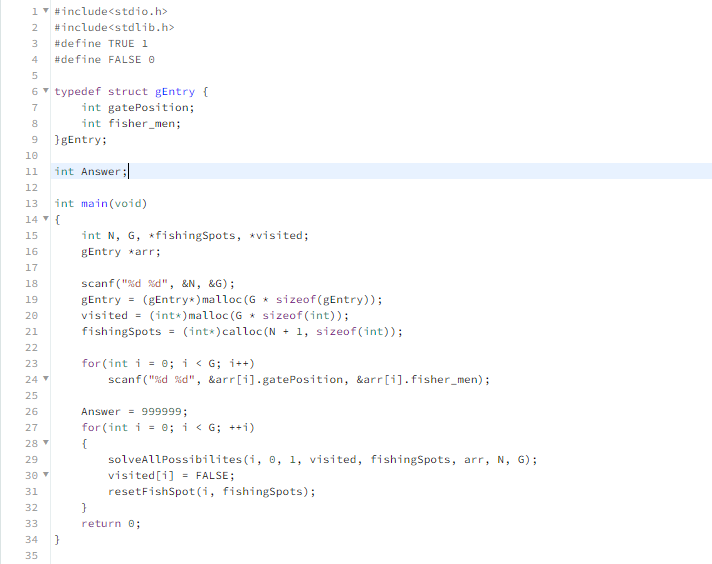 1 #include<stdio.h>
2 #include<stdlib.h>
3 #define TRUE 1
4 #define FALSE 0
5
6 typedef struct gEntry {
7     int gatePosition;
8     int fisher_men;
9 }gEntry;
10
11 int Answer;
12
13 int main(void)
14 {
15     int N, G, *fishingSpots, *visited;
16     gEntry *arr;
17
18     scanf("%d %d", &N, &G);
19     gEntry = (gEntry*)malloc(G * sizeof(gEntry));
20     visited = (int*)malloc(G * sizeof(int));
21     fishingSpots = (int*)calloc(N + 1, sizeof(int));
22
23     for(int i = 0; i < G; i++)
24         scanf("%d %d", &arr[i].gatePosition, &arr[i].fisher_men);
25
26     Answer = 999999;
27     for(int i = 0; i < G; ++i)
28     {
29         solveAllPossibilites(i, 0, 1, visited, fishingSpots, arr, N, G);
30         visited[i] = FALSE;
31         resetFishSpot(i, fishingSpots);
32     }
33     return 0;
34 }
35